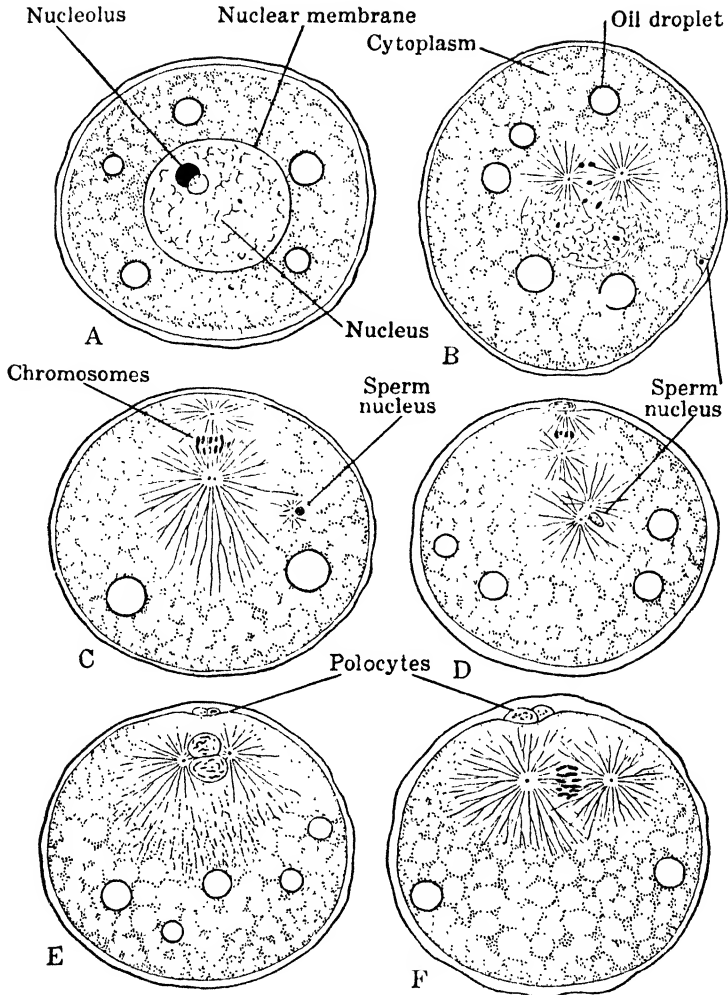 Nucleolus
Nuclear membrane
Oil droplet
Cytoplasm
A
Nucleus
B
Chromosomes
Sperm
nucleus
Sperm
nucleus
C
D
Polocytes
E
F